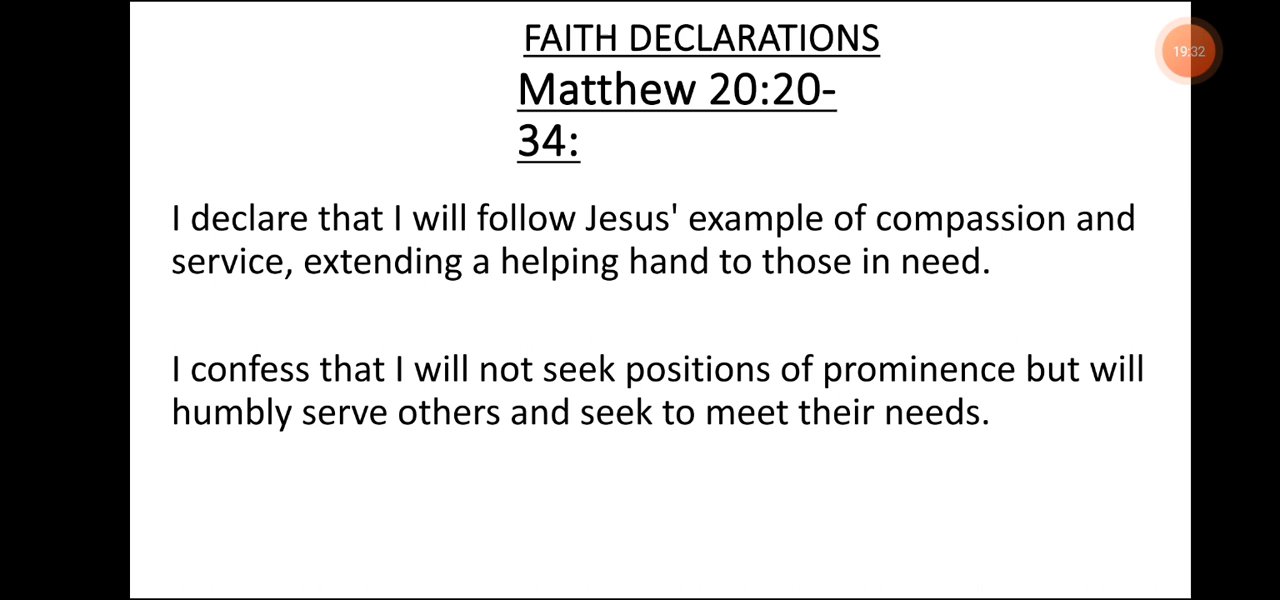 FAITH DECLARATIONS
19:32
Matthew 20:20-
34:
I declare that I will follow Jesus' example of compassion and
service, extending a helping hand to those in need.
I confess that I will not seek positions of prominence but will
humbly serve others and seek to meet their needs.